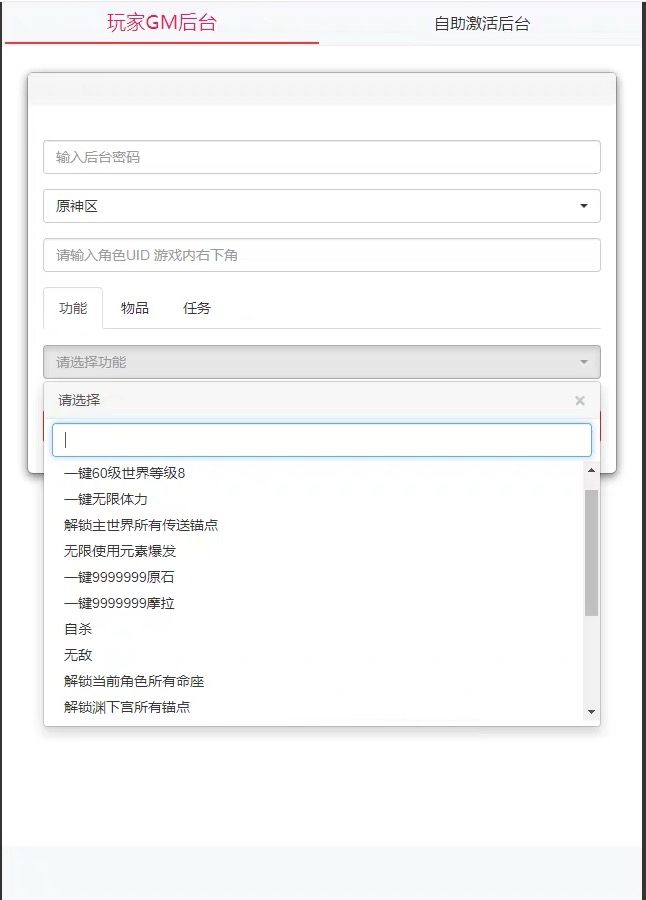 玩家GM后台
自助激活后台
输入后台密码
原神区
请输入角色UID 游戏内右下角
功能
物品
任务
请选择功能
请选择
一键60级世界等级8
一键无限体力
解锁主世界所有传送锚点
无限使用元素爆发
一键9999999原石
一键9999999摩拉
自杀
无敌
解锁当前角色所有命座
解锁渊下宫所有锚点